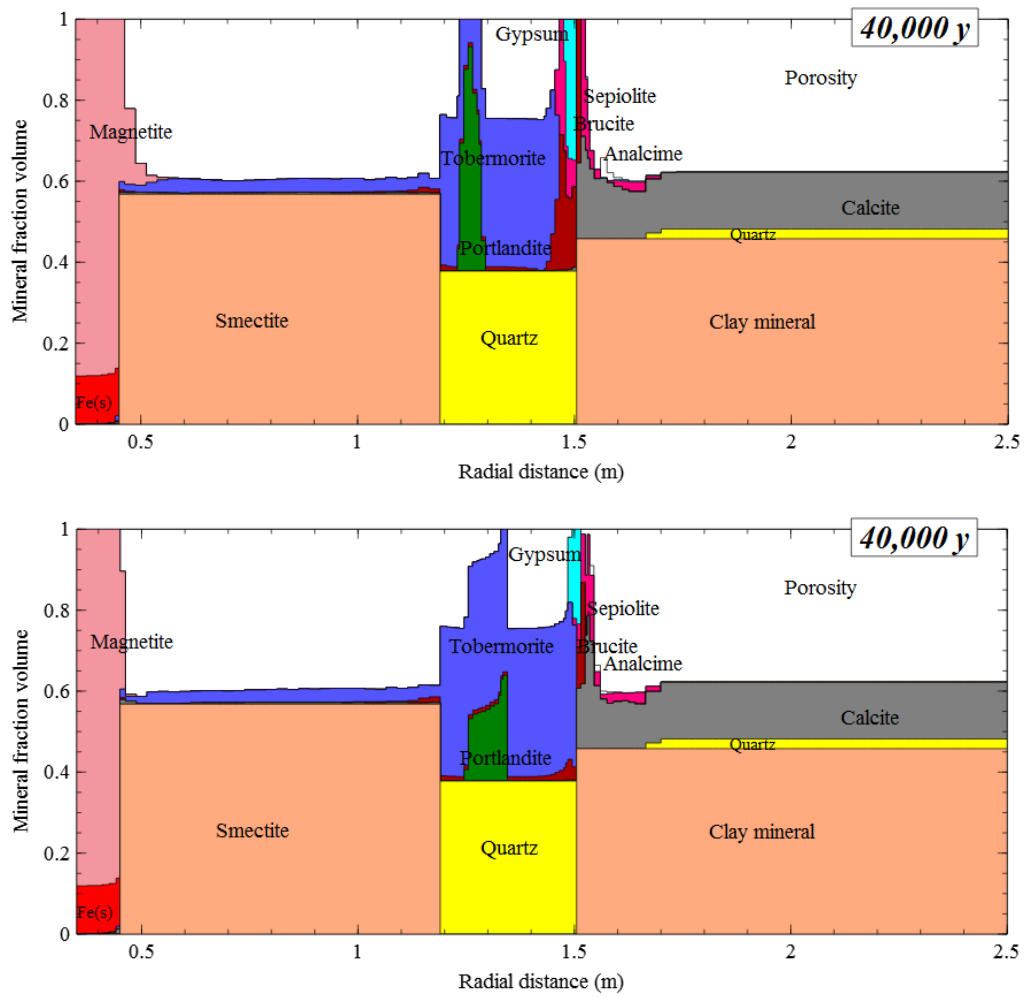 40,000 y
Gypsum
Porosity
Magnetite
Sepiolite
Brucite
Tobermorite
Analcime
Calcite
Quartz
Portlandite
Smectite
Clay mineral
Quartz
Fe(s)
Mineral fraction volume
1
0.8
0.6
0.4
0.2
0
0.5
1
1.5
2
2.5
Radial distance (m)
40,000 y
Gypsum
Porosity
Magnetite
Sepiolite
Tobermorite
Brucite
Analcime
Calcite
Quartz
Portlandite
Smectite
Clay mineral
Quartz
Fe(s)
Mineral fraction volume
1
0.8
0.6
0.4
0.2
0
0.5
1
1.5
2
2.5
Radial distance (m)